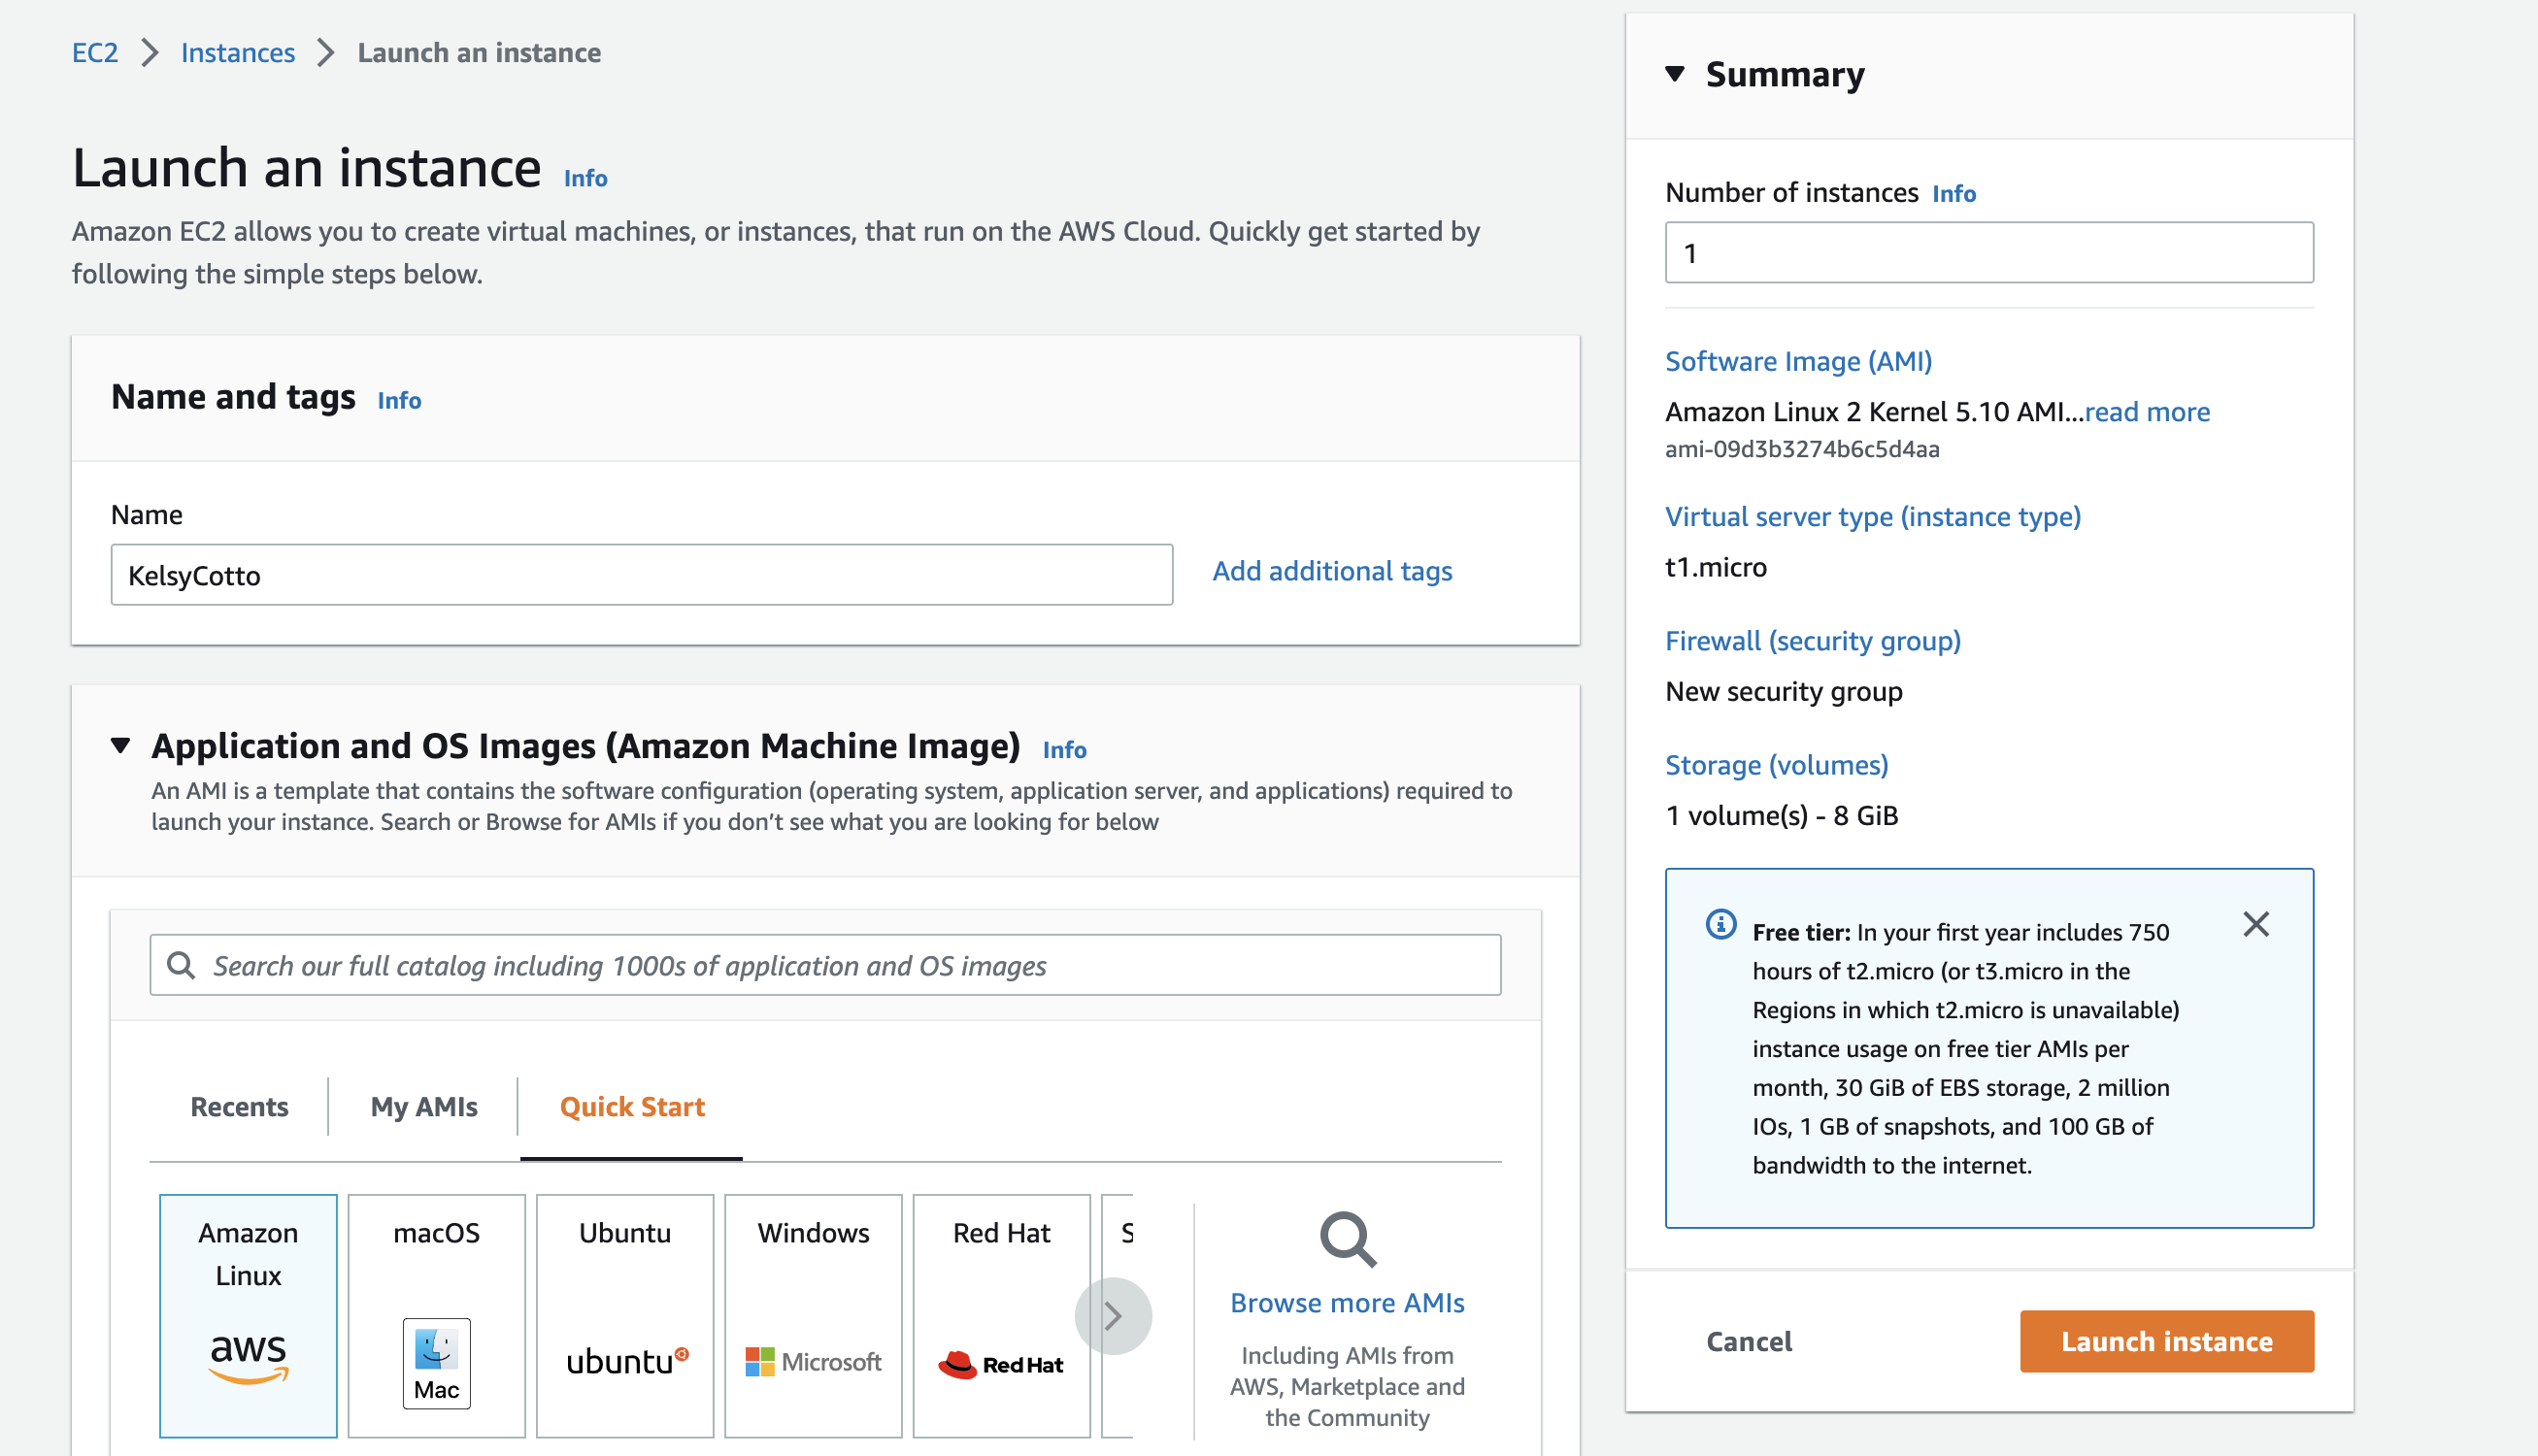 EC2 > Instances > Launch an instance
Launch an instance Info
Amazon EC2 allows you to create virtual machines, or instances, that run on the AWS Cloud. Quickly get started by
following the simple steps below.
Name and tags Info
Name
KelsyCotto
Add additional tags
Application and OS Images (Amazon Machine Image) Info
An AMI is a template that contains the software configuration (operating system, application server, and applications) required to
launch your instance. Search or Browse for AMIs if you don’t see what you are looking for below
Search our full catalog including 1000s of application and OS images
Recents
My AMIs
Quick Start
Amazon
Linux
aws
macOS
Mac
Ubuntu
ubuntu
Windows
Microsoft
Red Hat
Red Hat
S
Browse more AMIs
Including AMIs from
AWS, Marketplace and
the Community
Summary
Number of instances Info
1
Software Image (AMI)
Amazon Linux 2 Kernel 5.10 AMI...read more
ami-09d3b3274b6c5d4aa
Virtual server type (instance type)
t1.micro
Firewall (security group)
New security group
Storage (volumes)
1 volume(s) - 8 GiB
Free tier: In your first year includes 750
hours of t2.micro (or t3.micro in the
Regions in which t2.micro is unavailable)
instance usage on free tier AMIs per
month, 30 GiB of EBS storage, 2 million
IOs, 1 GB of snapshots, and 100 GB of
bandwidth to the internet.
Cancel
Launch instance